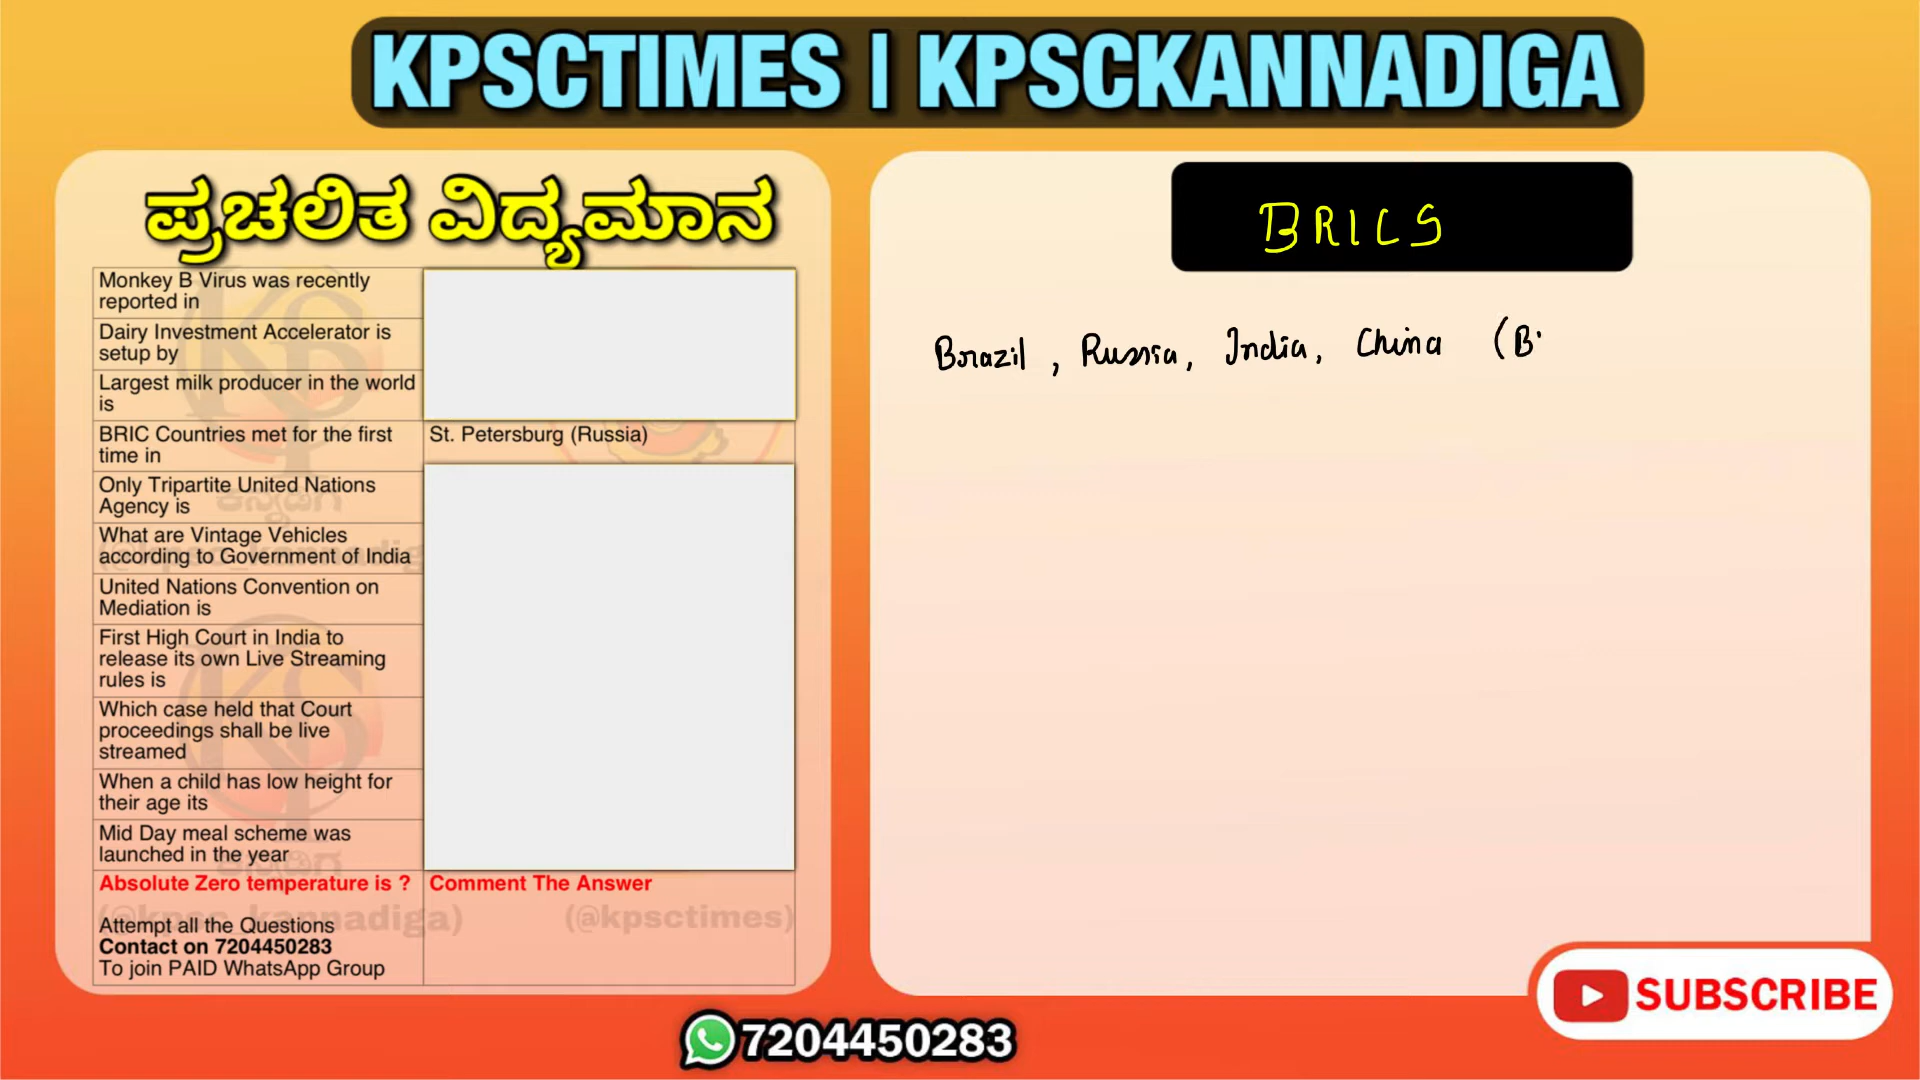 KPSCTIMES | KPSCKANNADIGA
ಪ್ರಚಲಿತ ವಿದ್ಯಮಾನ
Monkey B Virus was recently
reported in
Dairy Investment Accelerator is
setup by
Largest milk producer in the world
is
BRIC Countries met for the first
time in
St. Petersburg (Russia)
Only Tripartite United Nations
Agency is
What are Vintage Vehicles
according to Government of India
United Nations Convention on
Mediation is
First High Court in India to
release its own Live Streaming
rules is
Which case held that Court
proceedings shall be live
streamed
When a child has low height for
their age its
Mid Day meal scheme was
launched in the year
Absolute Zero temperature is ?
Comment The Answer
Attempt all the Questions
Contact on 7204450283
To join PAID WhatsApp Group
(@kpsc_kannadiga)
(@kpsctimes)
BRICS
Brazil, Russia, India, China (B
SUBSCRIBE
7204450283